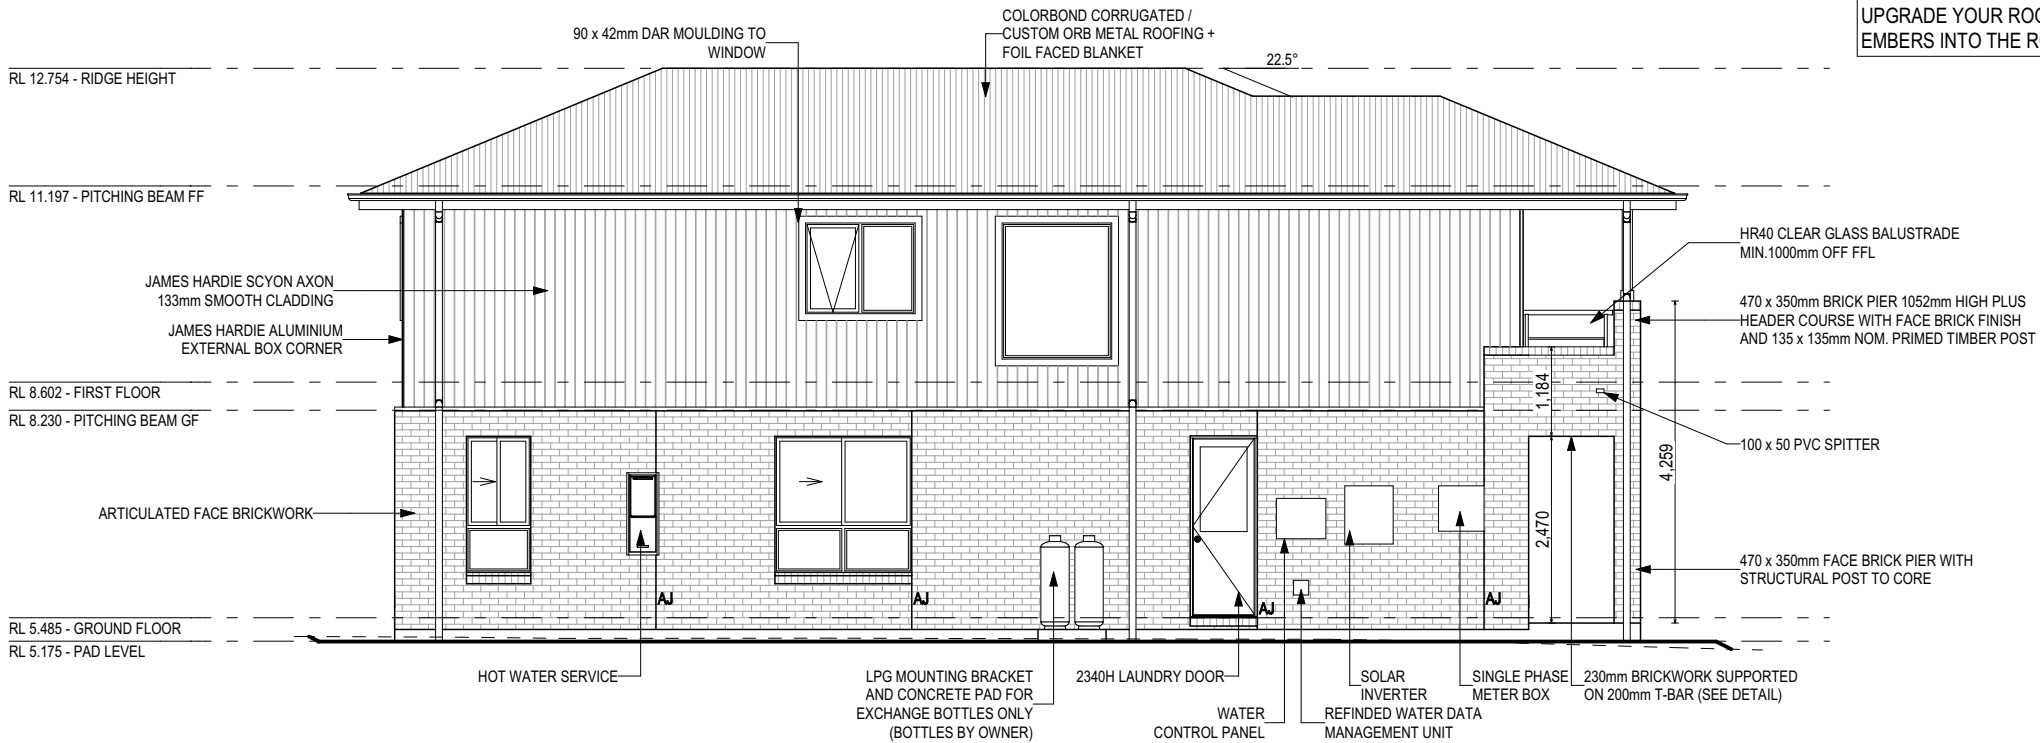 UPGRADE YOUR
EMBERS INTO THE
90 x 42mm DAR MOULDING TO
WINDOW
COLORBOND CORRUGATED /
CUSTOM ORB METAL ROOFING +
FOIL FACED BLANKET
22.5°
RL 12.754 - RIDGE HEIGHT
RL 11.197 - PITCHING BEAM FF
JAMES HARDIE SCYON AXON
133mm SMOOTH CLADDING
JAMES HARDIE ALUMINIUM
EXTERNAL BOX CORNER
RL 8.602 - FIRST FLOOR
RL 8.230 - PITCHING BEAM GF
ARTICULATED FACE BRICKWORK
RL 5.485 - GROUND FLOOR
RL 5.175 - PAD LEVEL
HR40 CLEAR GLASS BALUSTRADE
MIN.1000mm OFF FFL
470 x 350mm BRICK PIER 1052mm HIGH PLUS
HEADER COURSE WITH FACE BRICK FINISH
AND 135 x 135mm NOM. PRIMED TIMBER POST
1,184
100 x 50 PVC SPITTER
4,259
2,470
470 x 350mm FACE BRICK PIER WITH
STRUCTURAL POST TO CORE
AJ
AJ
AJ
AJ
HOT WATER SERVICE
LPG MOUNTING BRACKET
AND CONCRETE PAD FOR
EXCHANGE BOTTLES ONLY
(BOTTLES BY OWNER)
2340H LAUNDRY DOOR
WATER
CONTROL PANEL
SOLAR
INVERTER
REFINDED WATER DATA
MANAGEMENT UNIT
SINGLE PHASE
METER BOX
230mm BRICKWORK SUPPORTED
ON 200mm T-BAR (SEE DETAIL)